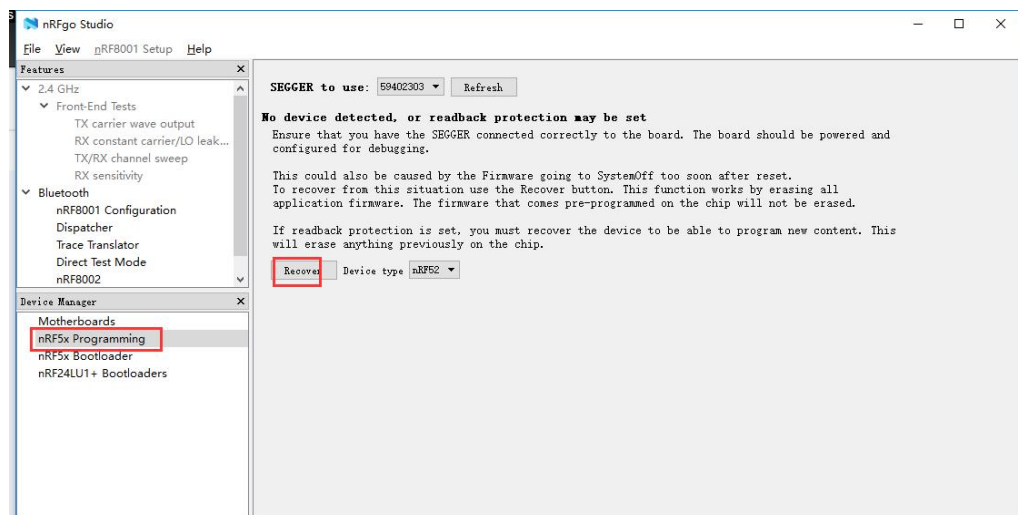 nRFgo Studio
File View nRF8001 Setup Help
Features
2.4 GHz
Front-End Tests
TX carrier wave output
RX constant carrier/LO leak...
TX/RX channel sweep
RX sensitivity
Bluetooth
nRF8001 Configuration
Dispatcher
Trace Translator
Direct Test Mode
nRF8002
Device Manager
Motherboards
nRF5x Programming
nRF5x Bootloader
nRF24LU1+ Bootloaders
SEGGER to use: 59402303 Refresh
No device detected, or readback protection may be set
Ensure that you have the SEGGER connected correctly to the board. The board should be powered and
configured for debugging.
This could also be caused by the Firmware going to SystemOff too soon after reset.
To recover from this situation use the Recover button. This function works by erasing all
application firmware. The firmware that comes pre-programmed on the chip will not be erased.
If readback protection is set, you must recover the device to be able to program new content. This
will erase anything previously on the chip.
Recover Device type nRF52